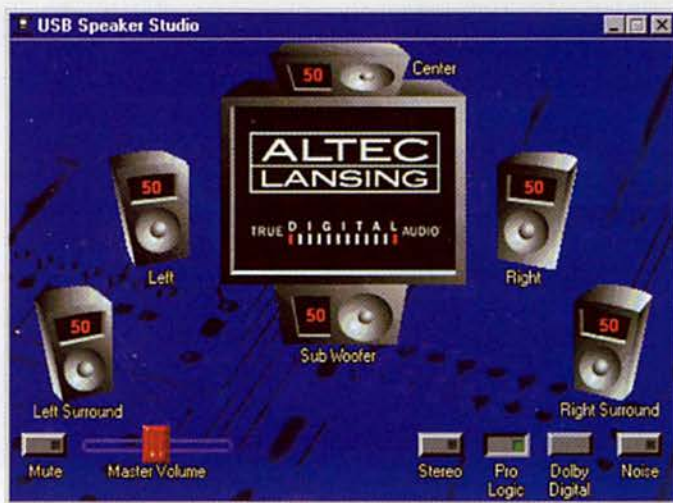 USB Speaker Studio
50
Center
ALTEC
LANSING
TRUE DIGITAL AUDIO
50
Left
50
Right
50
Sub Woofer
50
Left Surround
50
Right Surround
Mute
Master Volume
Stereo
Pro
Logic
Dolby
Digital
Noise